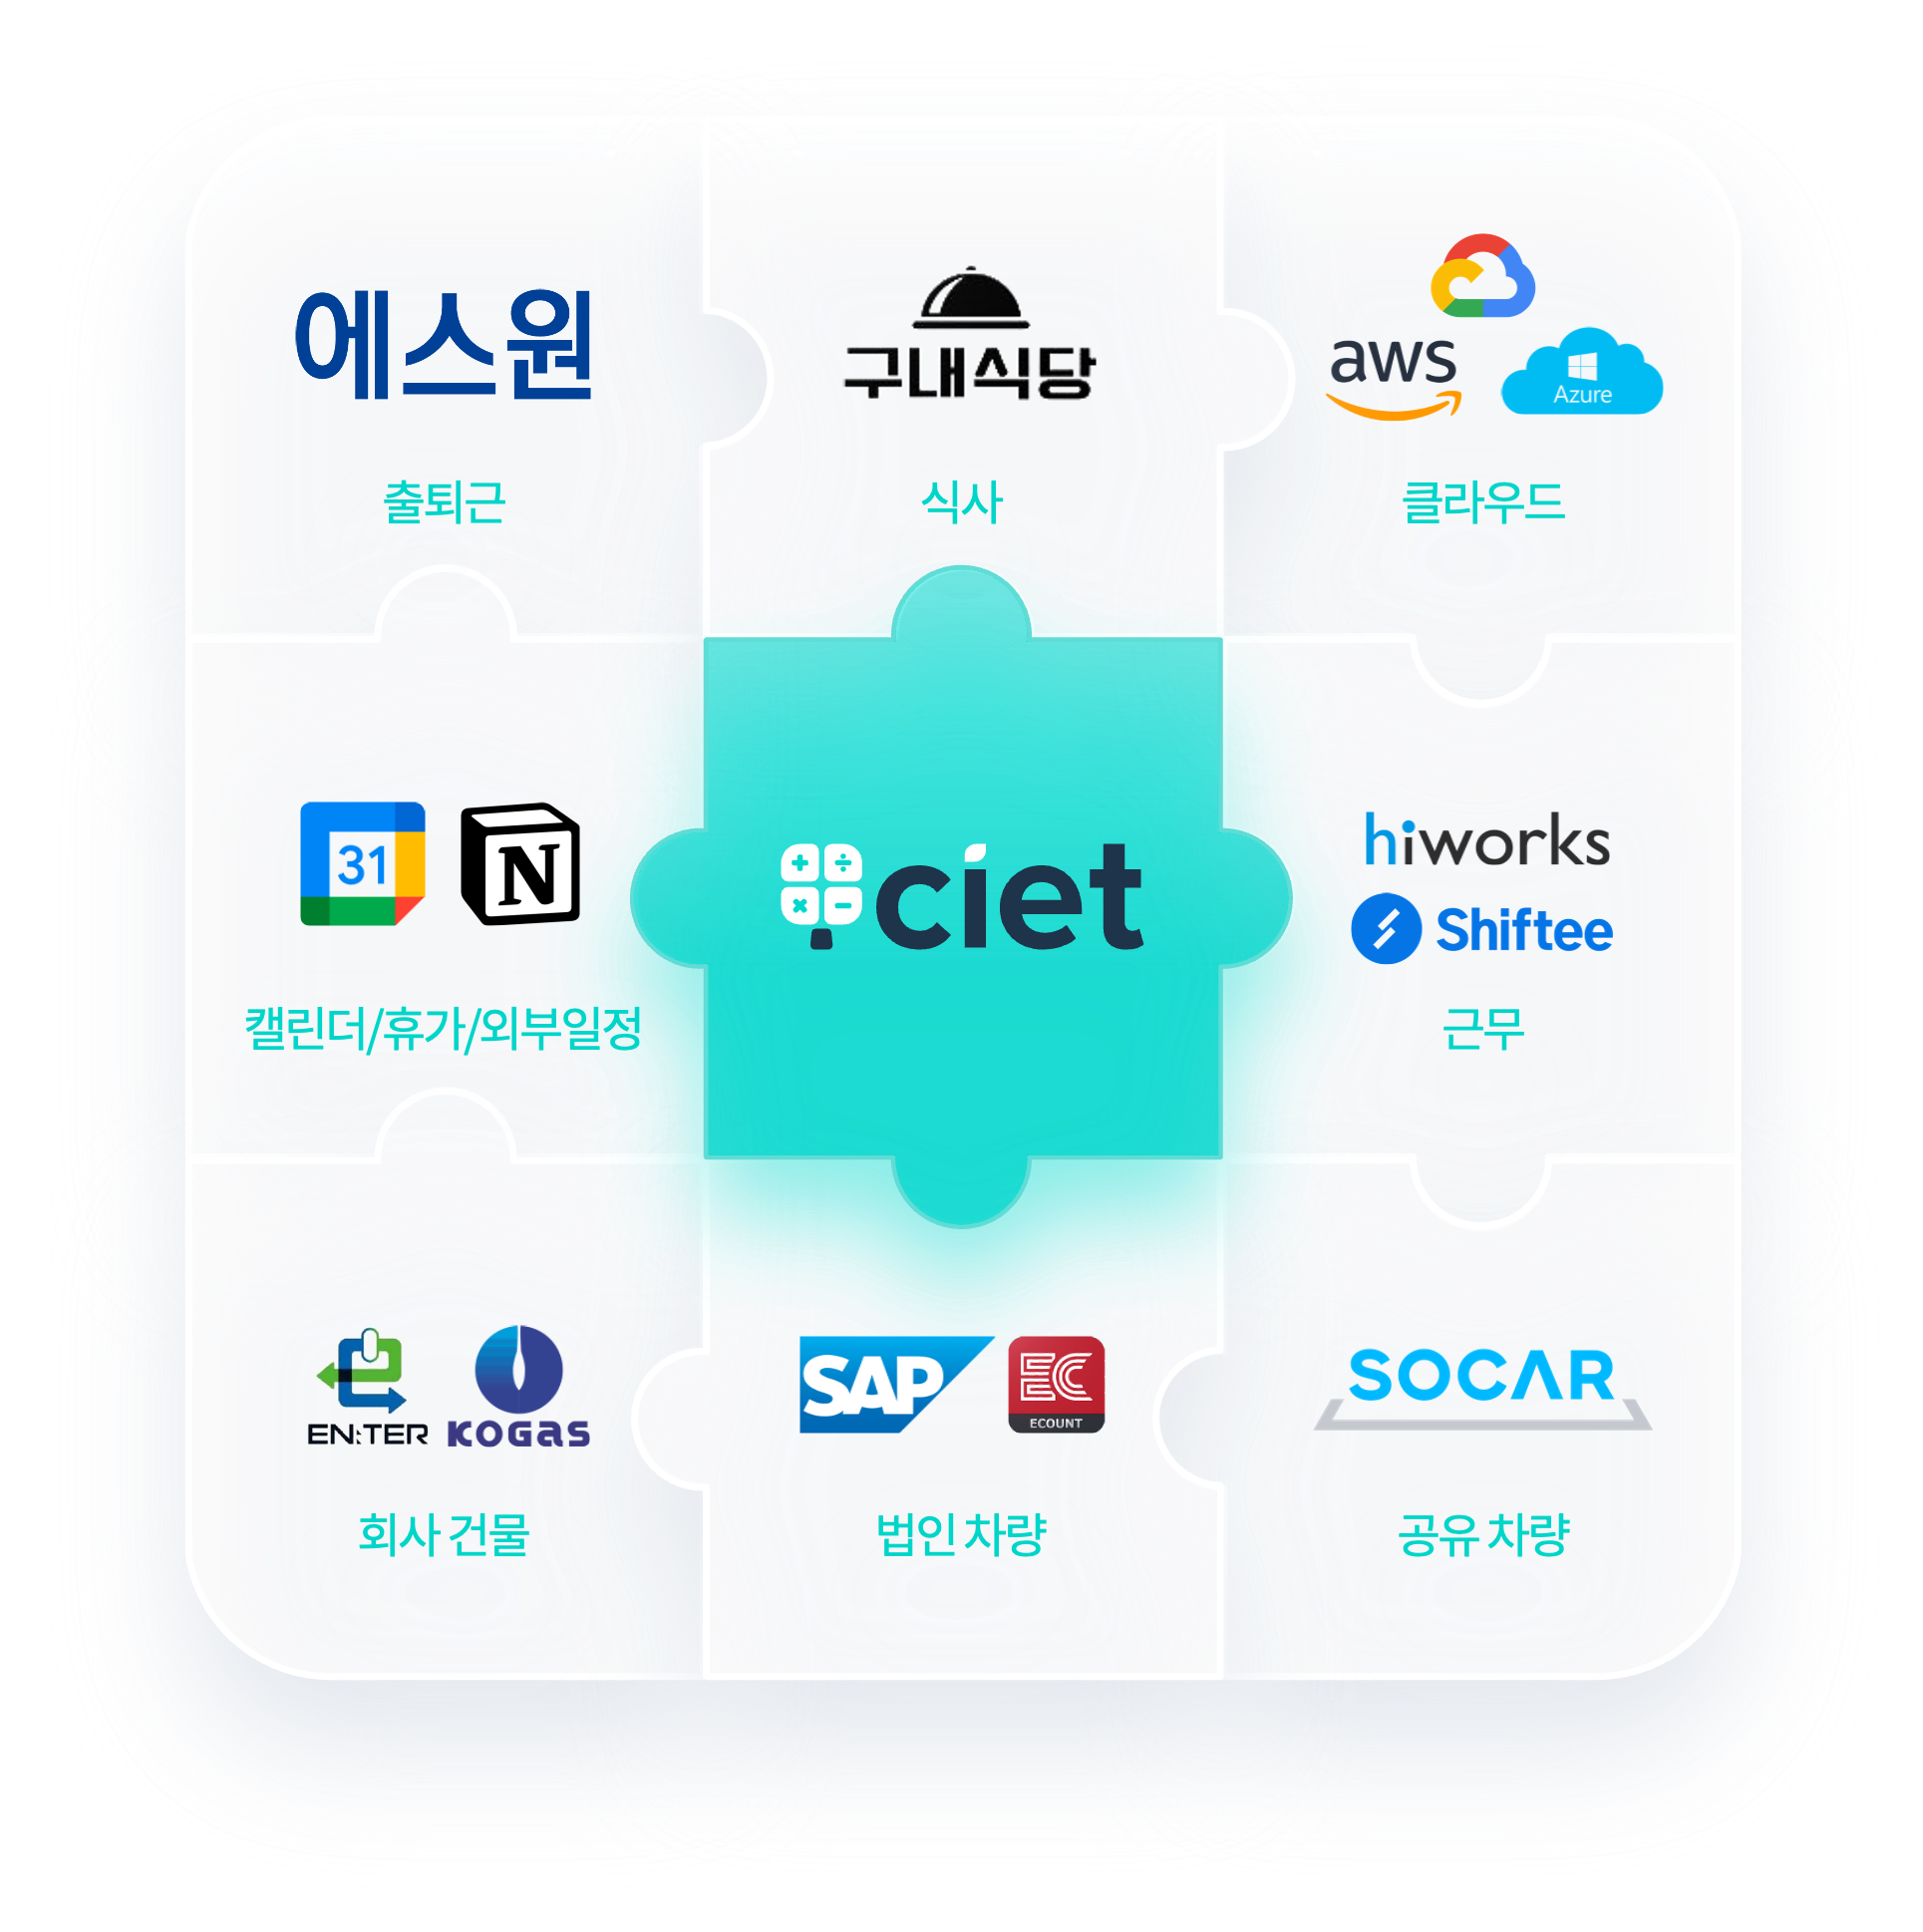 에스원
출퇴근
구내식당
식사
aws
Azure
클라우드
31
N
캘린더/휴가/외부일정
ciet
hiworks
Shiftee
근무
EN:TER
KOGas
회사 건물
SAP
EC
ECOUNT
법인 차량
SOCAR
공유 차량